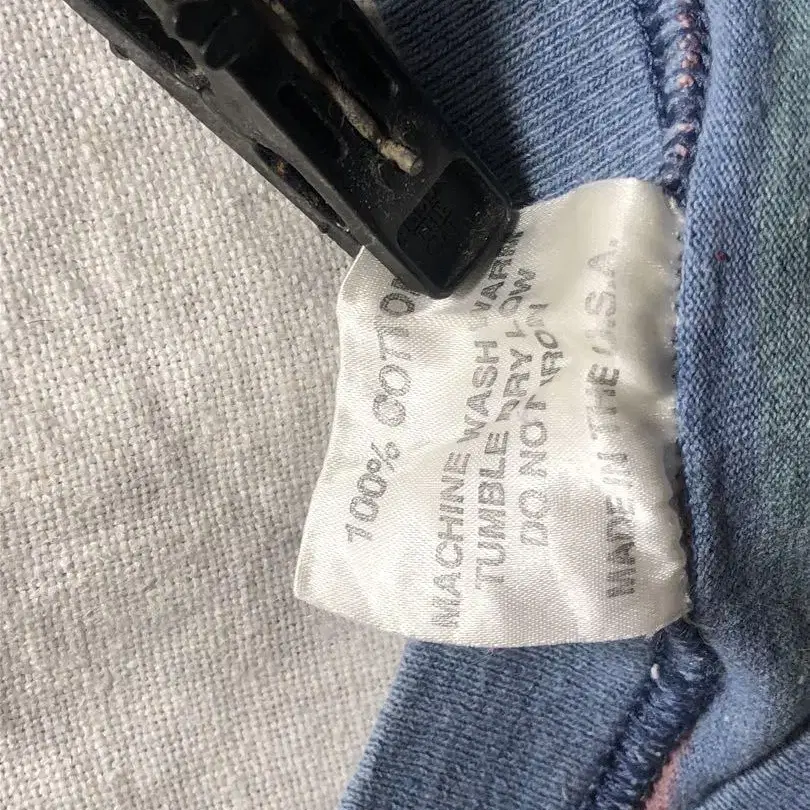 100% COTTON
MACHINE WASH WARM
TUMBLE DRY LOW
DO NOT IRON
MADE IN THE U.S.A.